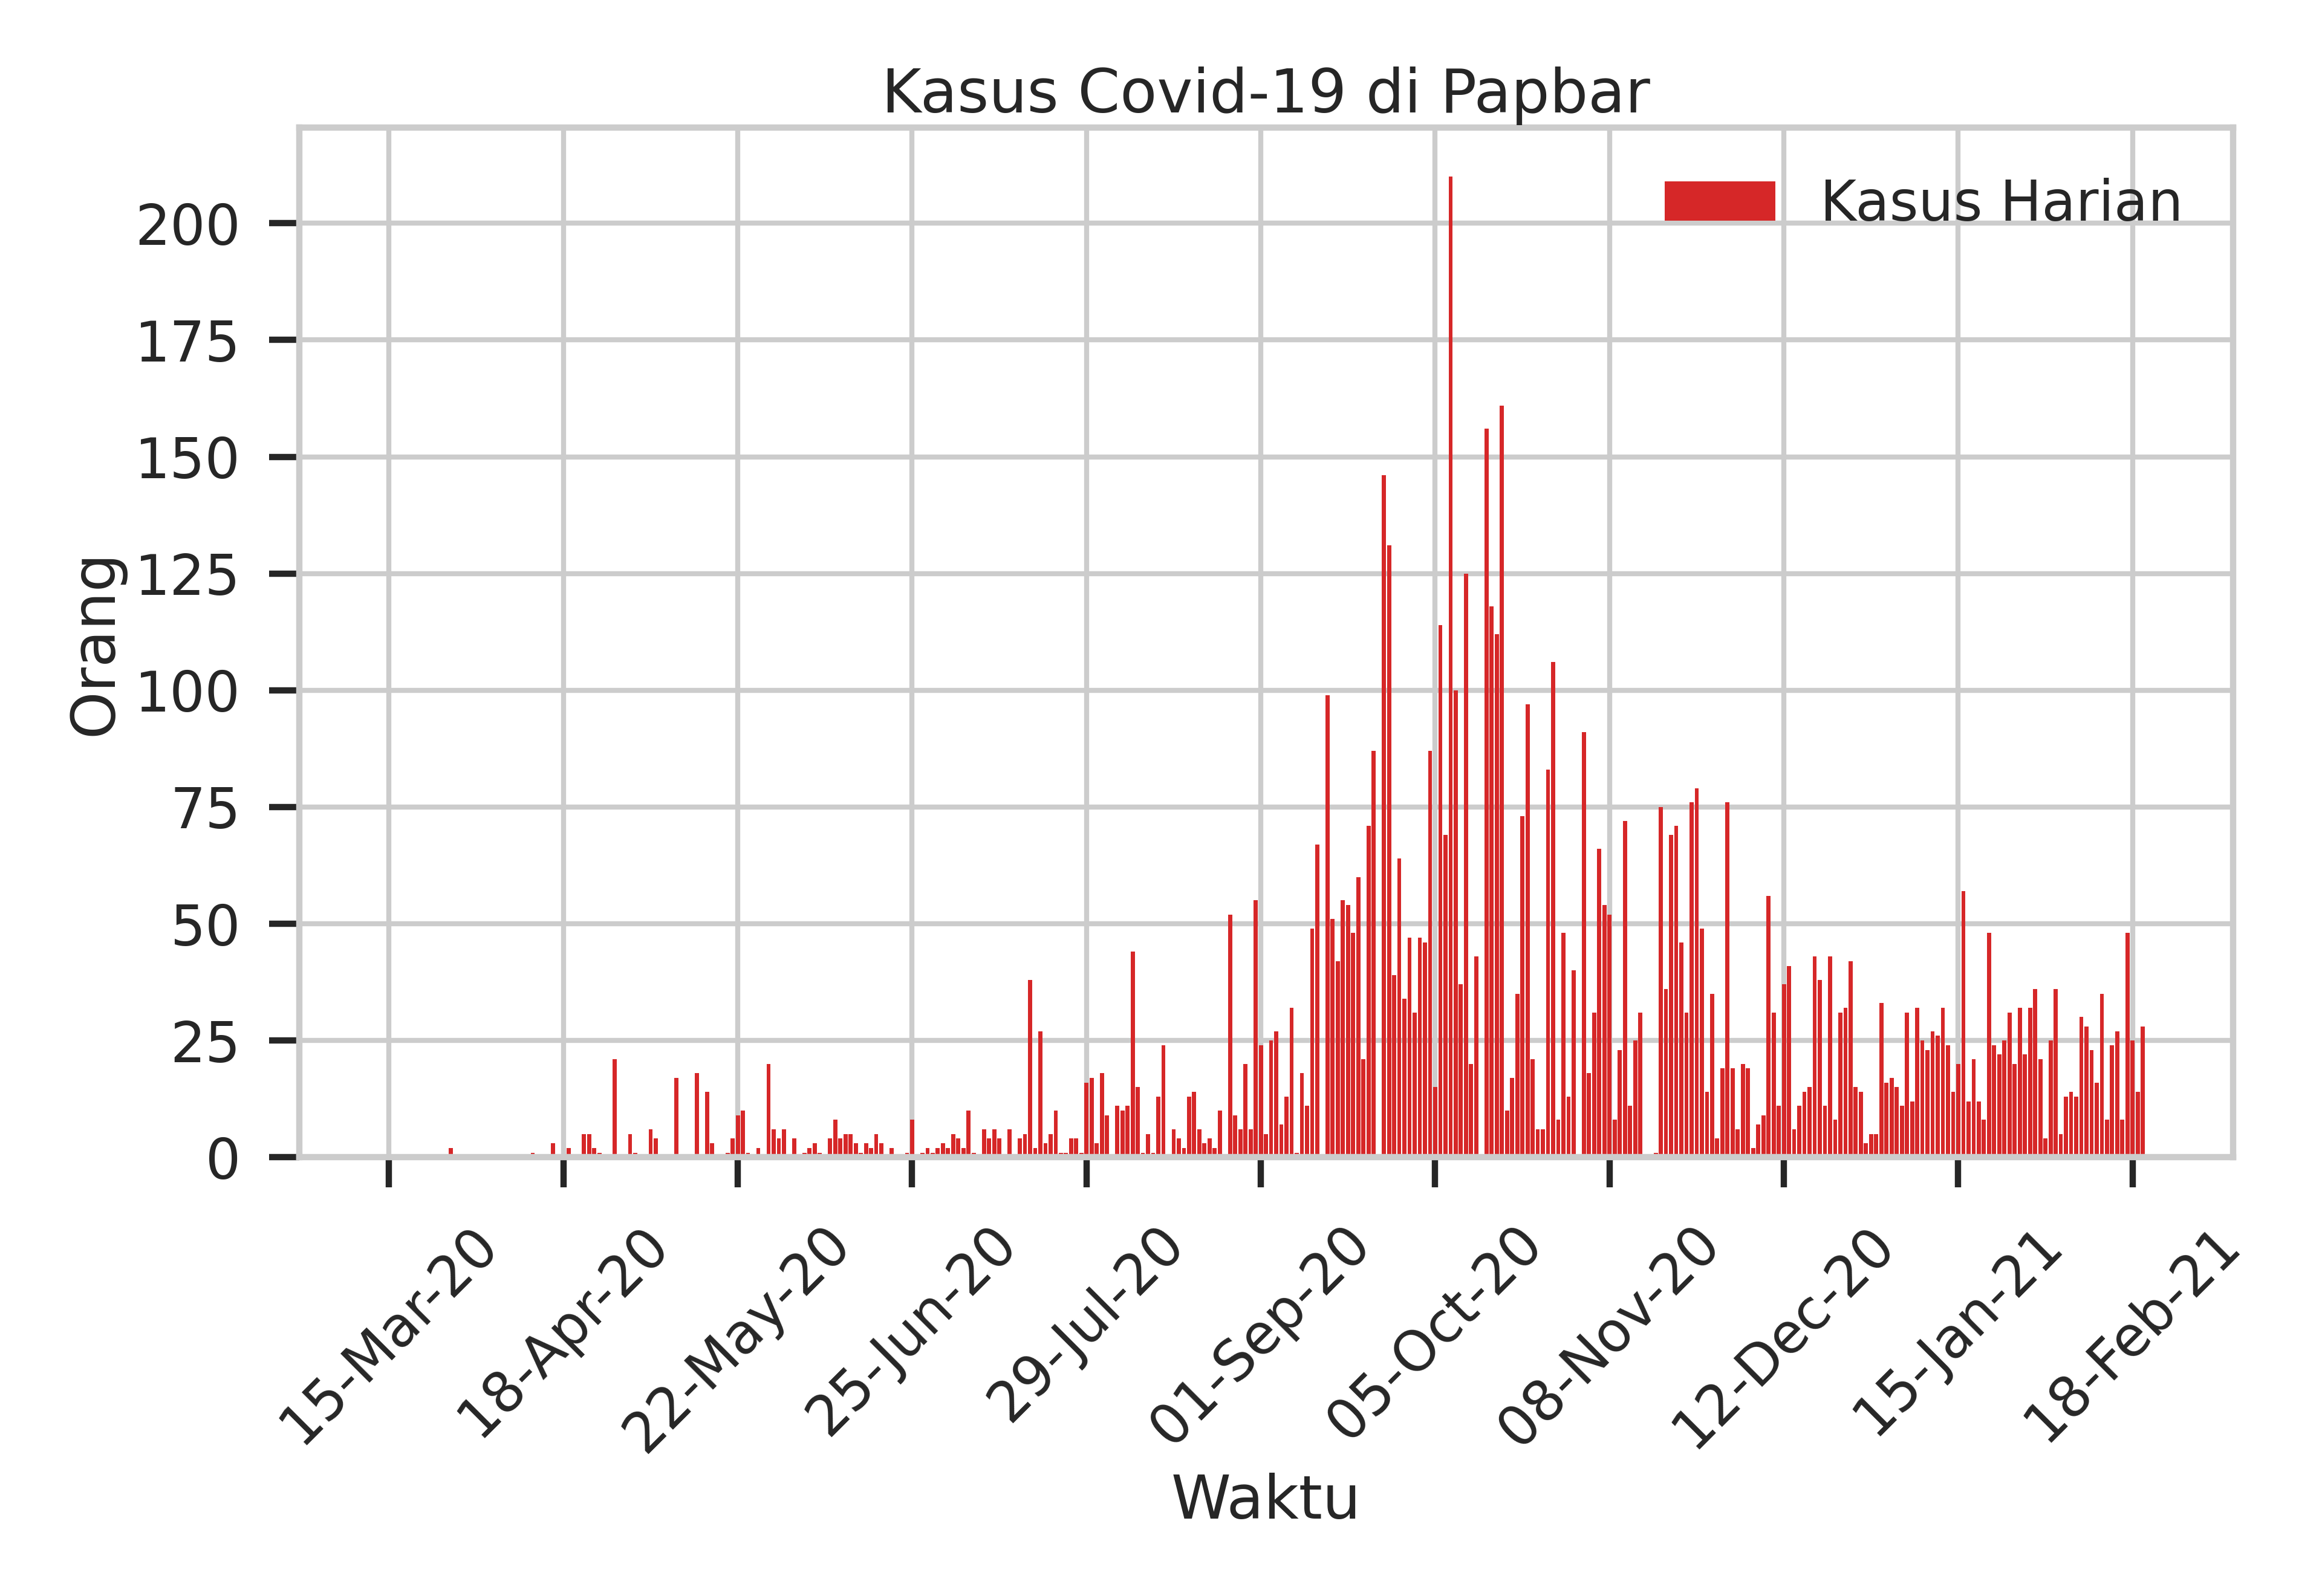 Kasus Covid-19 di Papbar
Kasus Harian
200
175
150
125
100
75
50
25
0
Orang
15-Mar-20
18-Apr-20
22-May-20
25-Jun-20
29-Jul-20
01-Sep-20
05-Oct-20
08-Nov-20
12-Dec-20
15-Jan-21
18-Feb-21
Waktu